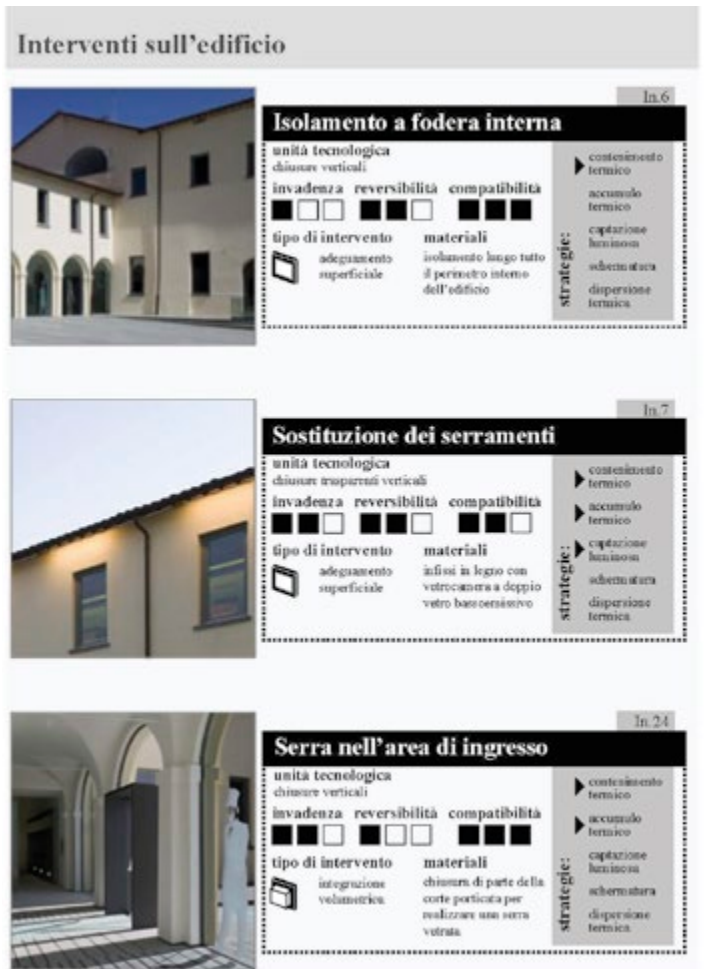 Interventi sull'edificio
In.6
Isolamento a fodera interna
unità tecnologica
chiusure verticali
invadenza reversibilità compatibilità
tipo di intervento
adeguamento
superficiale
materiali
isolamento lungo tutto
il perimetro interno
dell'edificio
strategie:
contenimento
termico
accumulo
termico
captazione
luminosa
schermatura
dispersione
termica
In.7
Sostituzione dei serramenti
unità tecnologica
chiusure trasparenti verticali
invadenza reversibilità compatibilità
tipo di intervento
adeguamento
superficiale
materiali
infissi in legno con
vetrocamera a doppio
vetro bassoemissivo
strategie:
contenimento
termico
accumulo
termico
captazione
luminosa
schermatura
dispersione
termica
In.24
Serra nell'area di ingresso
unità tecnologica
chiusure verticali
invadenza reversibilità compatibilità
tipo di intervento
integrazione
volumetrica
materiali
chiusura di parte della
corte porticata per
realizzare una serra
vetrata
strategie:
contenimento
termico
accumulo
termico
captazione
luminosa
schermatura
dispersione
termica